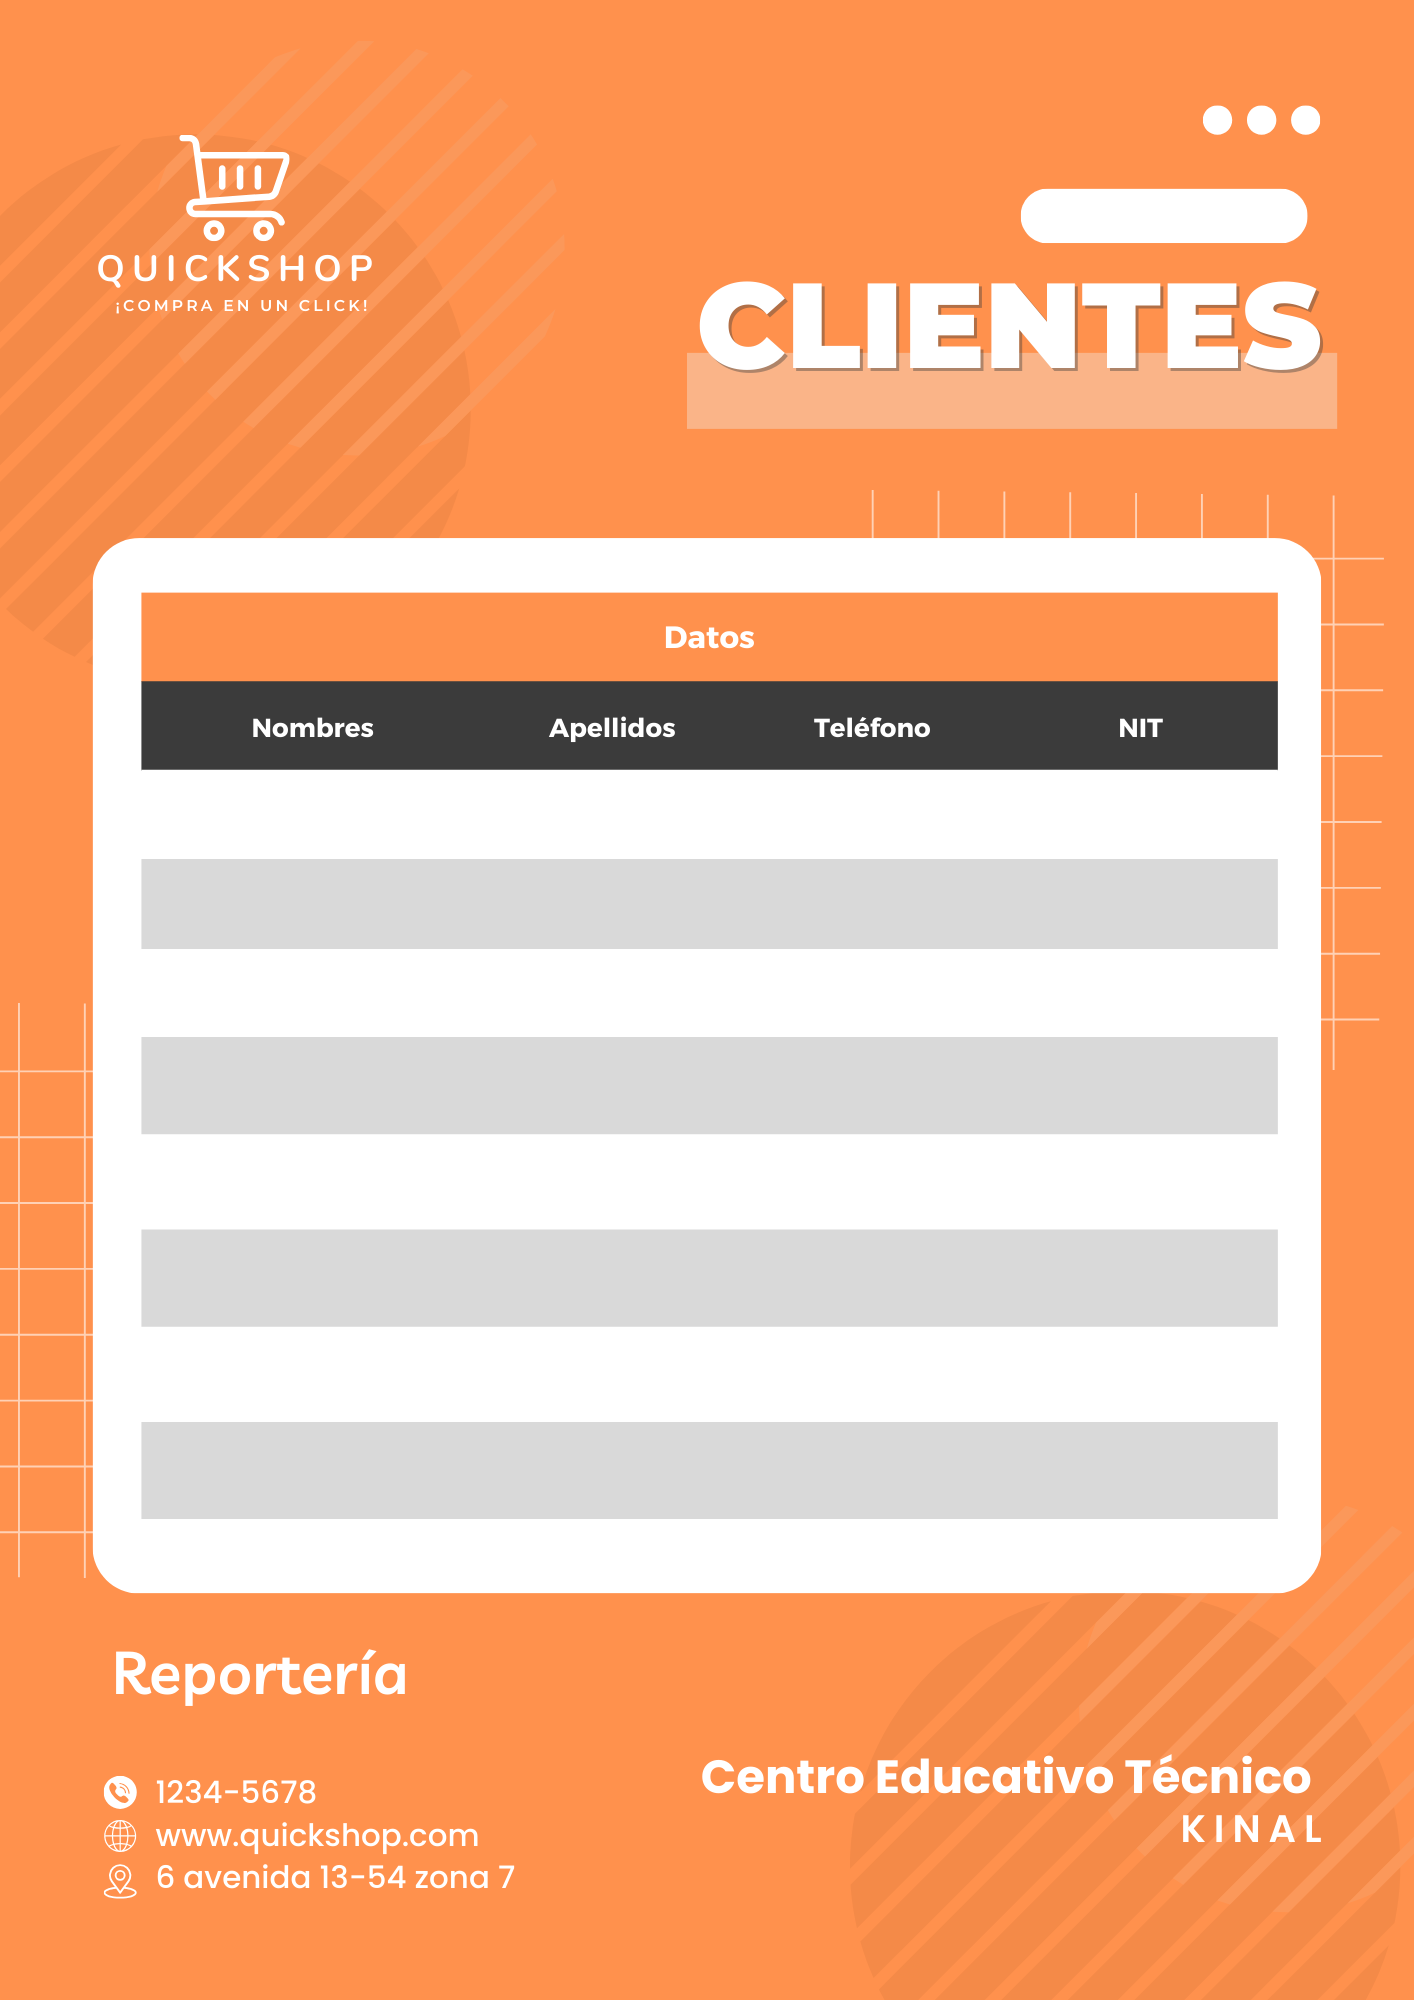 QUICKSHOP
¡COMPRA EN UN CLICK!
CLIENTES
Datos
Nombres Apellidos Teléfono NIT
Reportería
1234-5678
www.quickshop.com
6 avenida 13-54 zona 7
Centro Educativo Técnico
KINAL